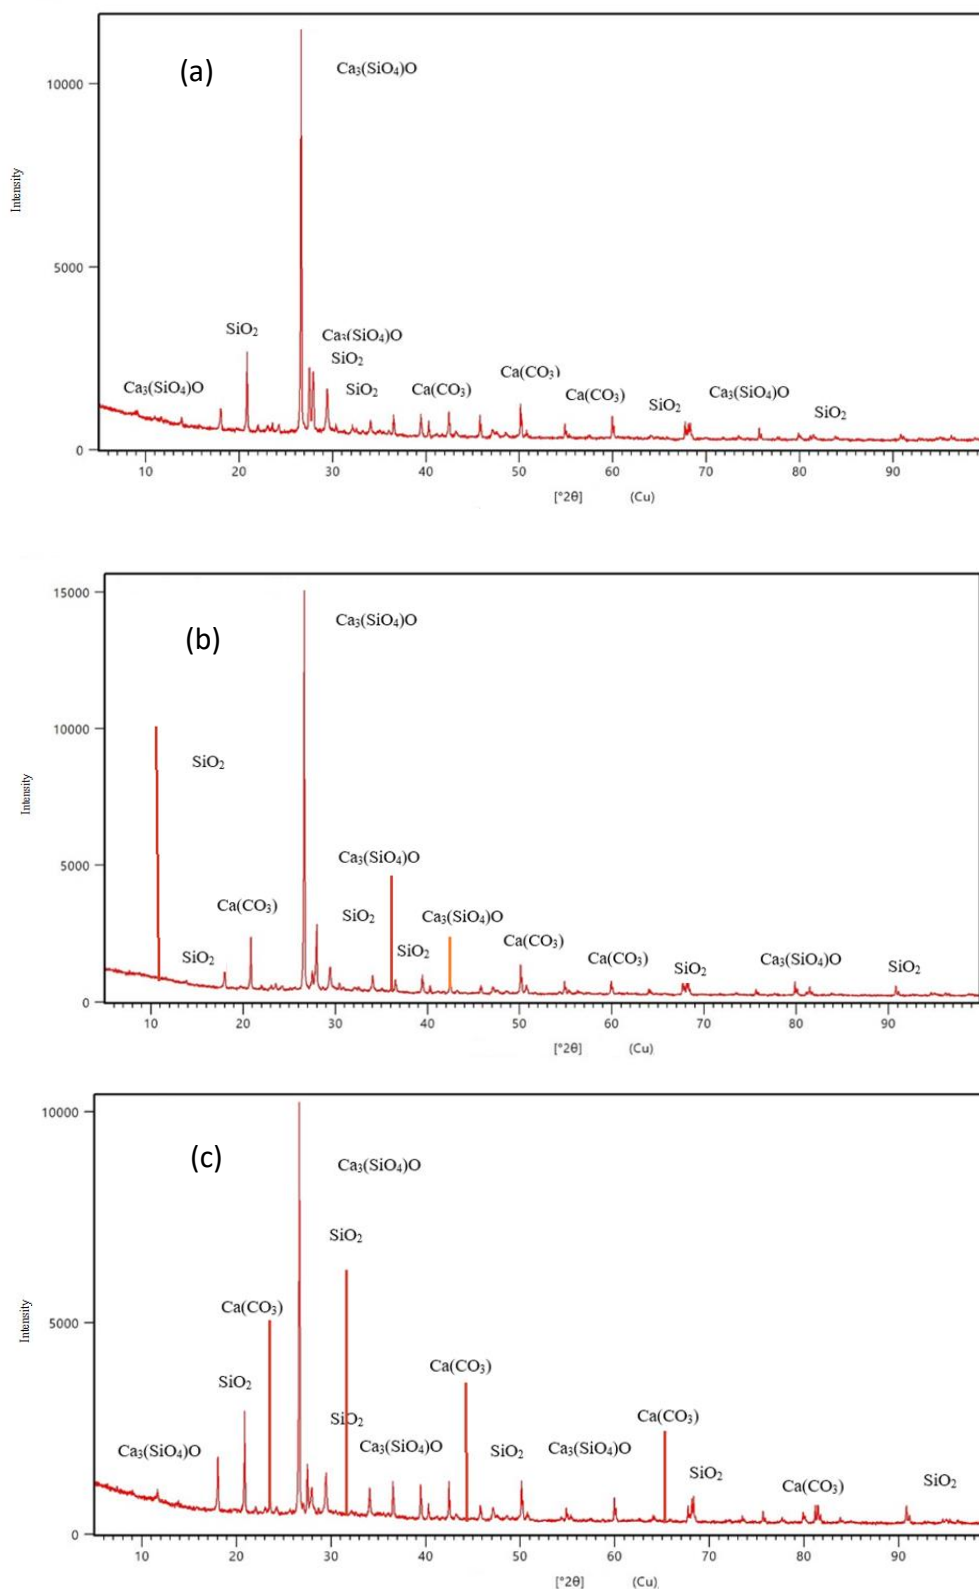 (a)
Ca₃(SiO₄)O
10000
Intensity
5000
SiO₂
Ca₃(SiO₄)O
SiO₂
Ca₃(SiO₄)O
SiO₂
Ca(CO₃)
Ca(CO₃)
Ca(CO₃)
SiO₂
Ca₃(SiO₄)O
SiO₂
0
10 20 30 40 50 60 70 80 90
[°2θ] (Cu)
15000
(b)
Ca₃(SiO₄)O
10000
SiO₂
Intensity
5000
Ca₃(SiO₄)O
Ca(CO₃)
SiO₂
Ca₃(SiO₄)O
SiO₂
SiO₂
Ca(CO₃)
Ca(CO₃)
SiO₂
Ca₃(SiO₄)O
SiO₂
0
10 20 30 40 50 60 70 80 90
[°2θ] (Cu)
10000
(c)
Ca₃(SiO₄)O
SiO₂
Intensity
5000
Ca(CO₃)
Ca(CO₃)
SiO₂
SiO₂
Ca(CO₃)
Ca₃(SiO₄)O
Ca₃(SiO₄)O
SiO₂
Ca₃(SiO₄)O
SiO₂
Ca(CO₃)
SiO₂
0
10 20 30 40 50 60 70 80 90
[°2θ] (Cu)